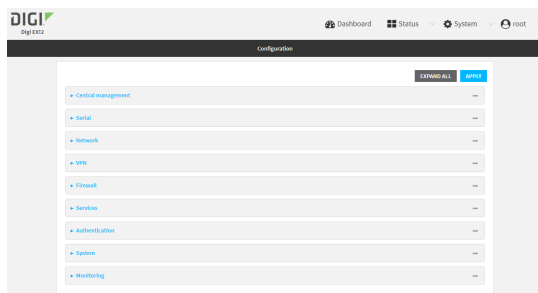 DIGI
Digi EX12
Dashboard
Status
System
root
Configuration
EXPAND ALL
APPLY
Central management
Serial
Network
VPN
Firewall
Services
Authentication
System
Monitoring